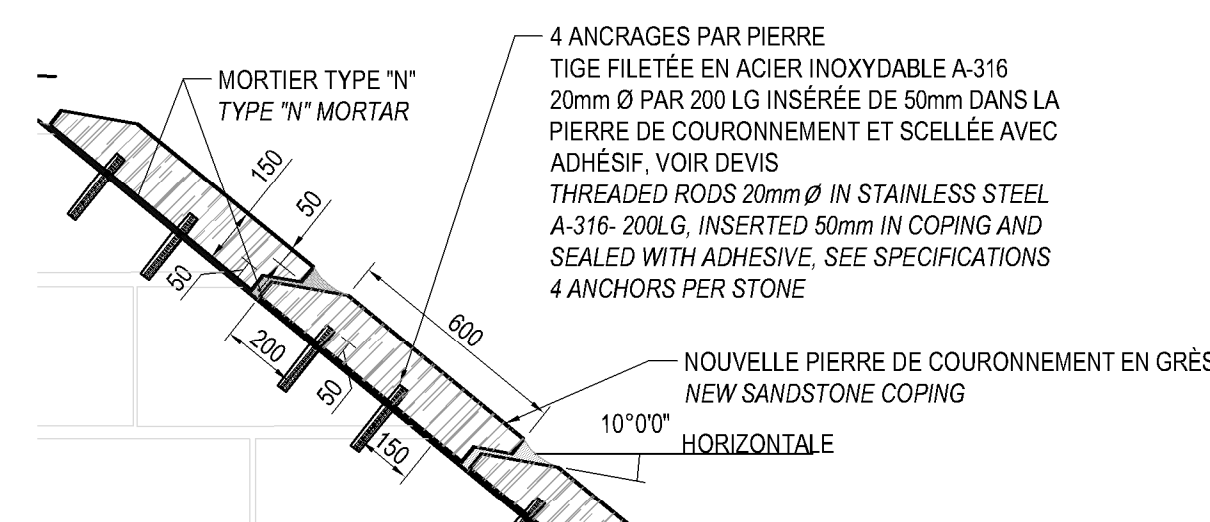 4 ANCRAGES PAR PIERRE
TIGE FILETÉE EN ACIER INOXYDABLE A-316
20mm Ø PAR 200 LG INSÉRÉE DE 50mm DANS LA
PIERRE DE COURONNEMENT ET SCELLÉE AVEC
ADHÉSIF, VOIR DEVIS
THREADED RODS 20mm Ø IN STAINLESS STEEL
A-316- 200LG, INSERTED 50mm IN COPING AND
SEALED WITH ADHESIVE, SEE SPECIFICATIONS
4 ANCHORS PER STONE
MORTIER TYPE "N"
TYPE "N" MORTAR
150
50
50
200
50
600
150
NOUVELLE PIERRE DE COURONNEMENT EN GRÈS
NEW SANDSTONE COPING
10°0'0"
HORIZONTALE